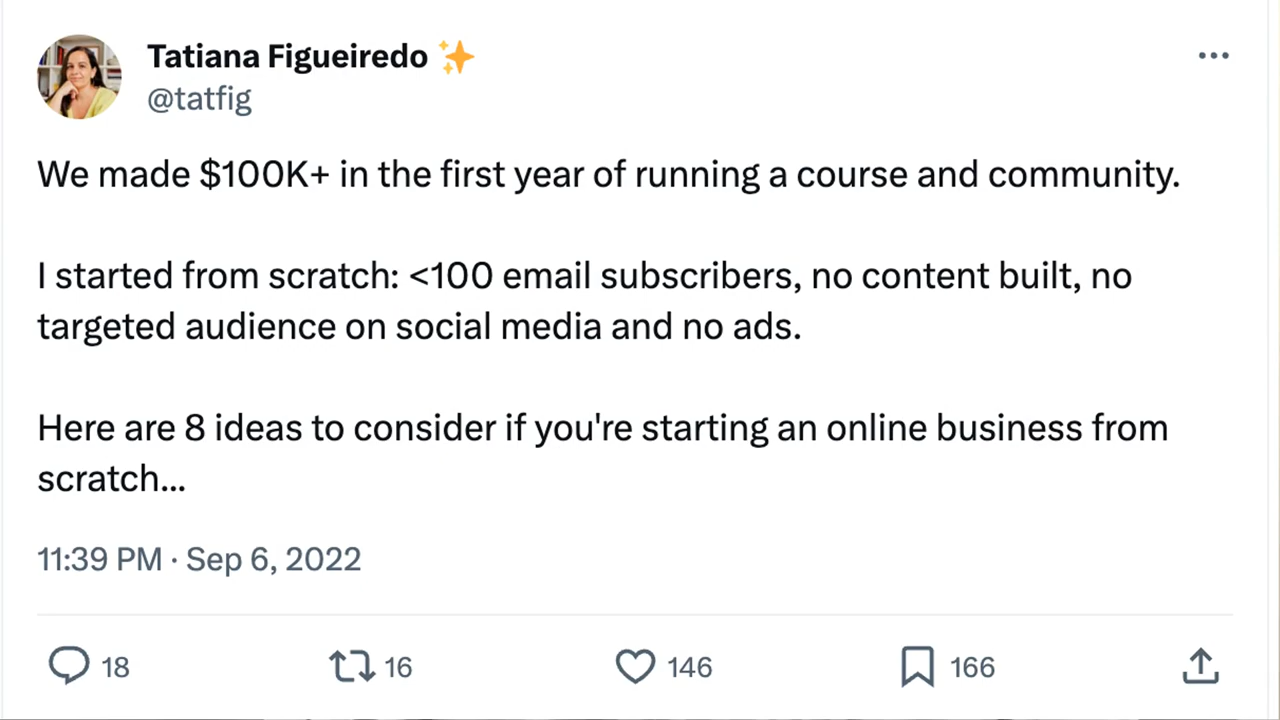 Tatiana Figueiredo ✨
@tatfig
We made $100K+ in the first year of running a course and community.
I started from scratch: <100 email subscribers, no content built, no
targeted audience on social media and no ads.
Here are 8 ideas to consider if you're starting an online business from
scratch...
11:39 PM · Sep 6, 2022
18 16 146 166